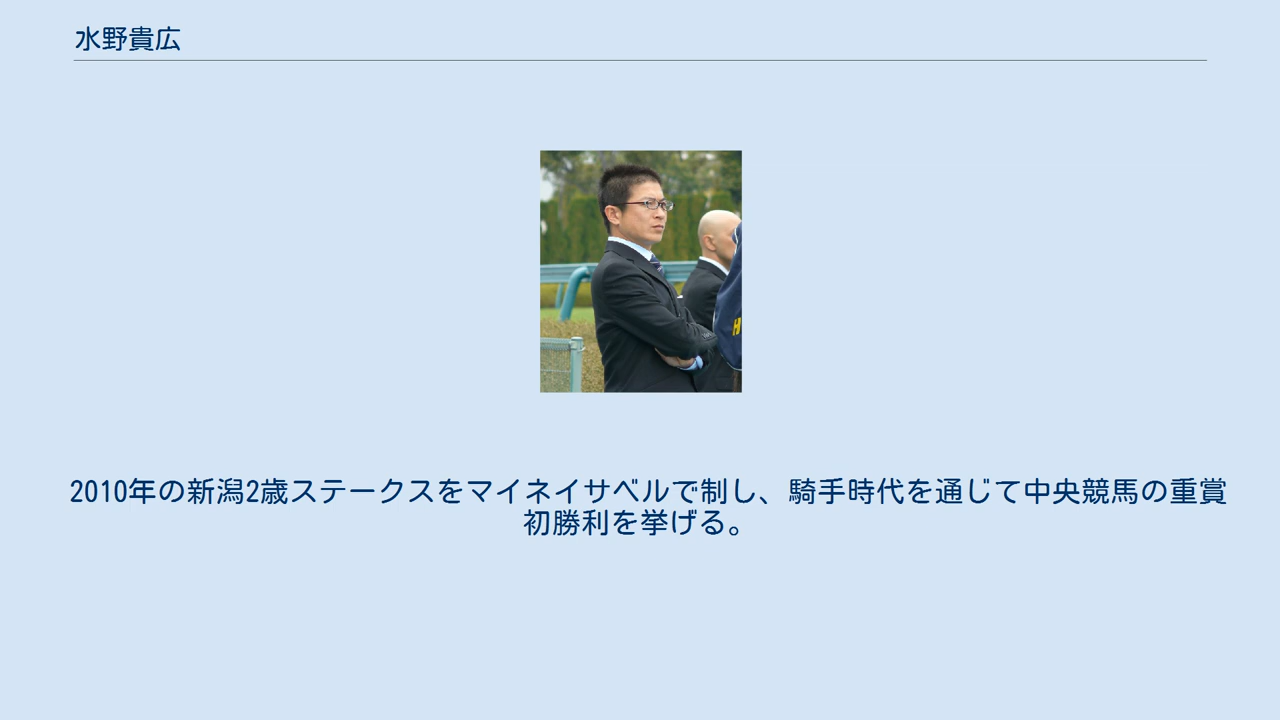 水野貴広
H
2010年の新潟2歳ステークスをマイネイサベルで制し、騎手時代を通じて中央競馬の重賞
初勝利を挙げる。